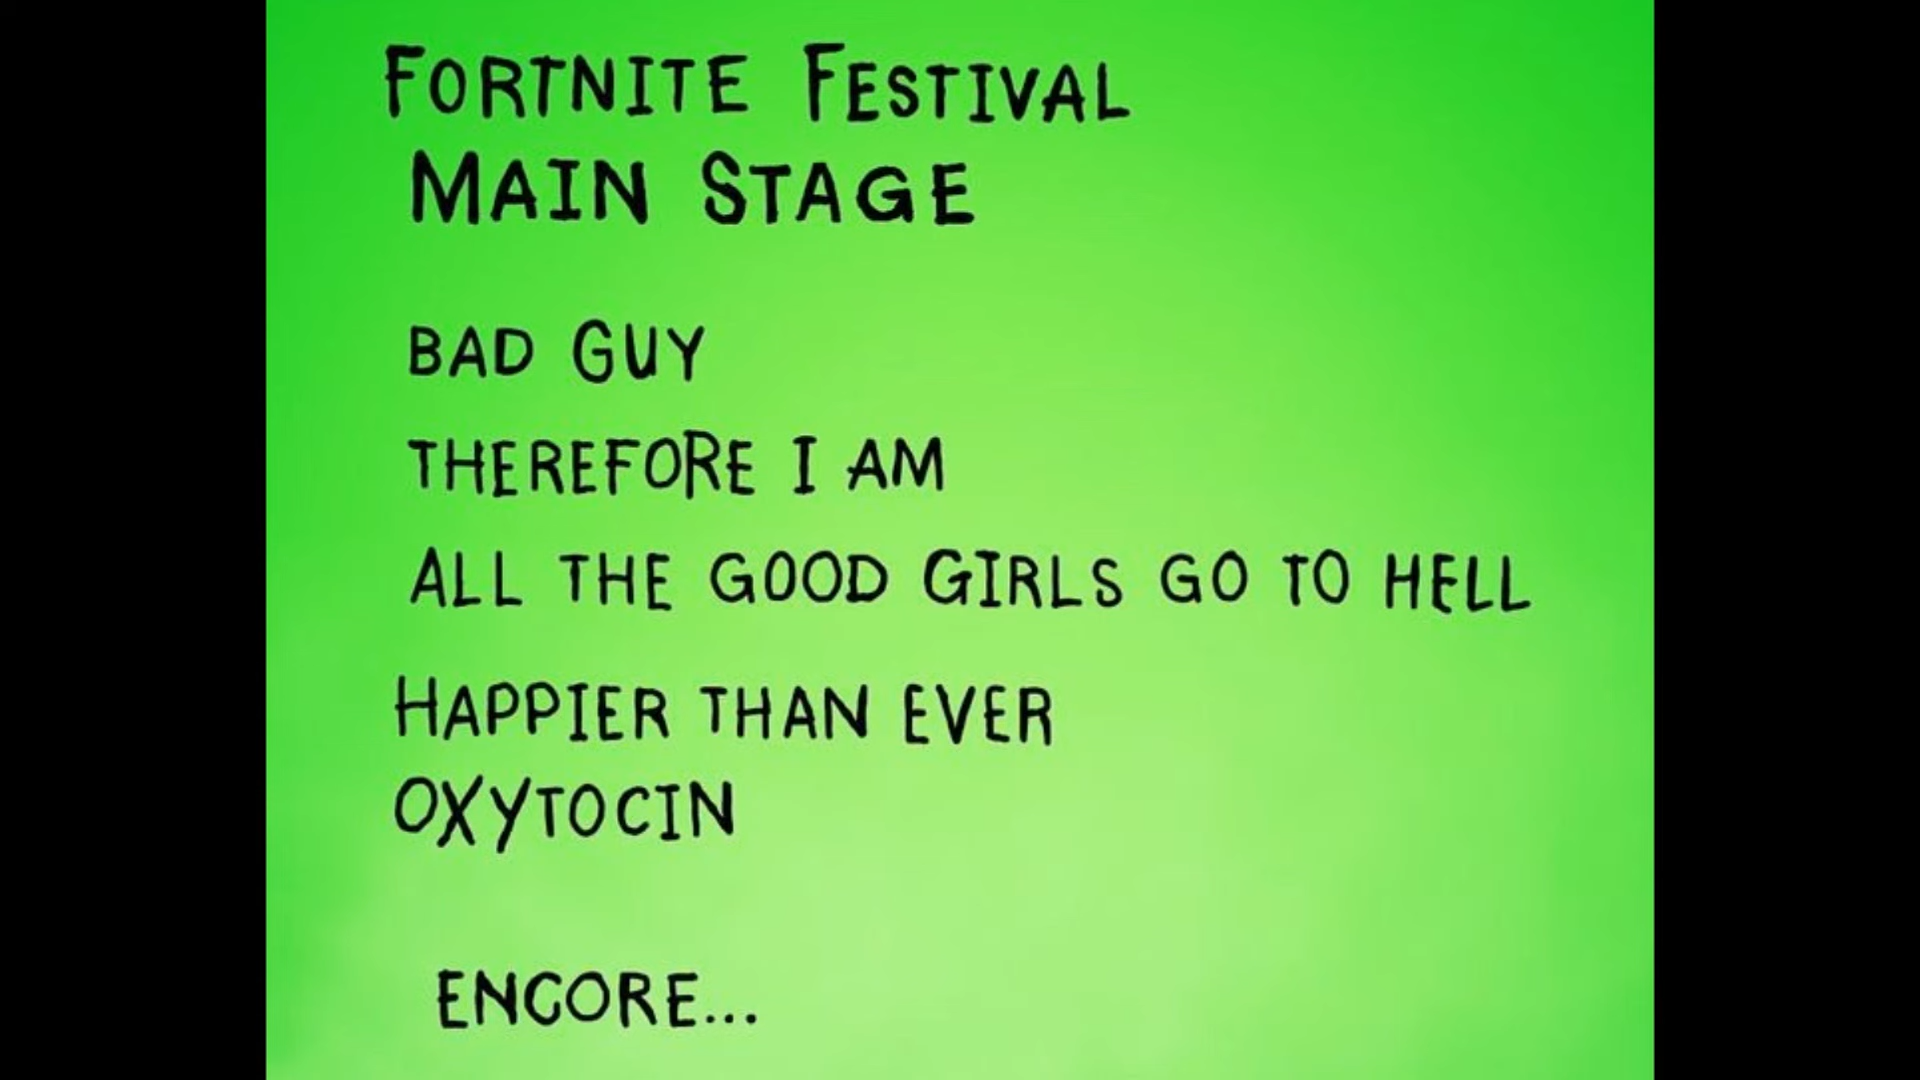 FORTNITE FESTIVAL
MAIN STAGE
BAD GUY
THEREFORE I AM
ALL THE GOOD GIRLS GO TO HELL
HAPPIER THAN EVER
OXYTOCIN
ENCORE...